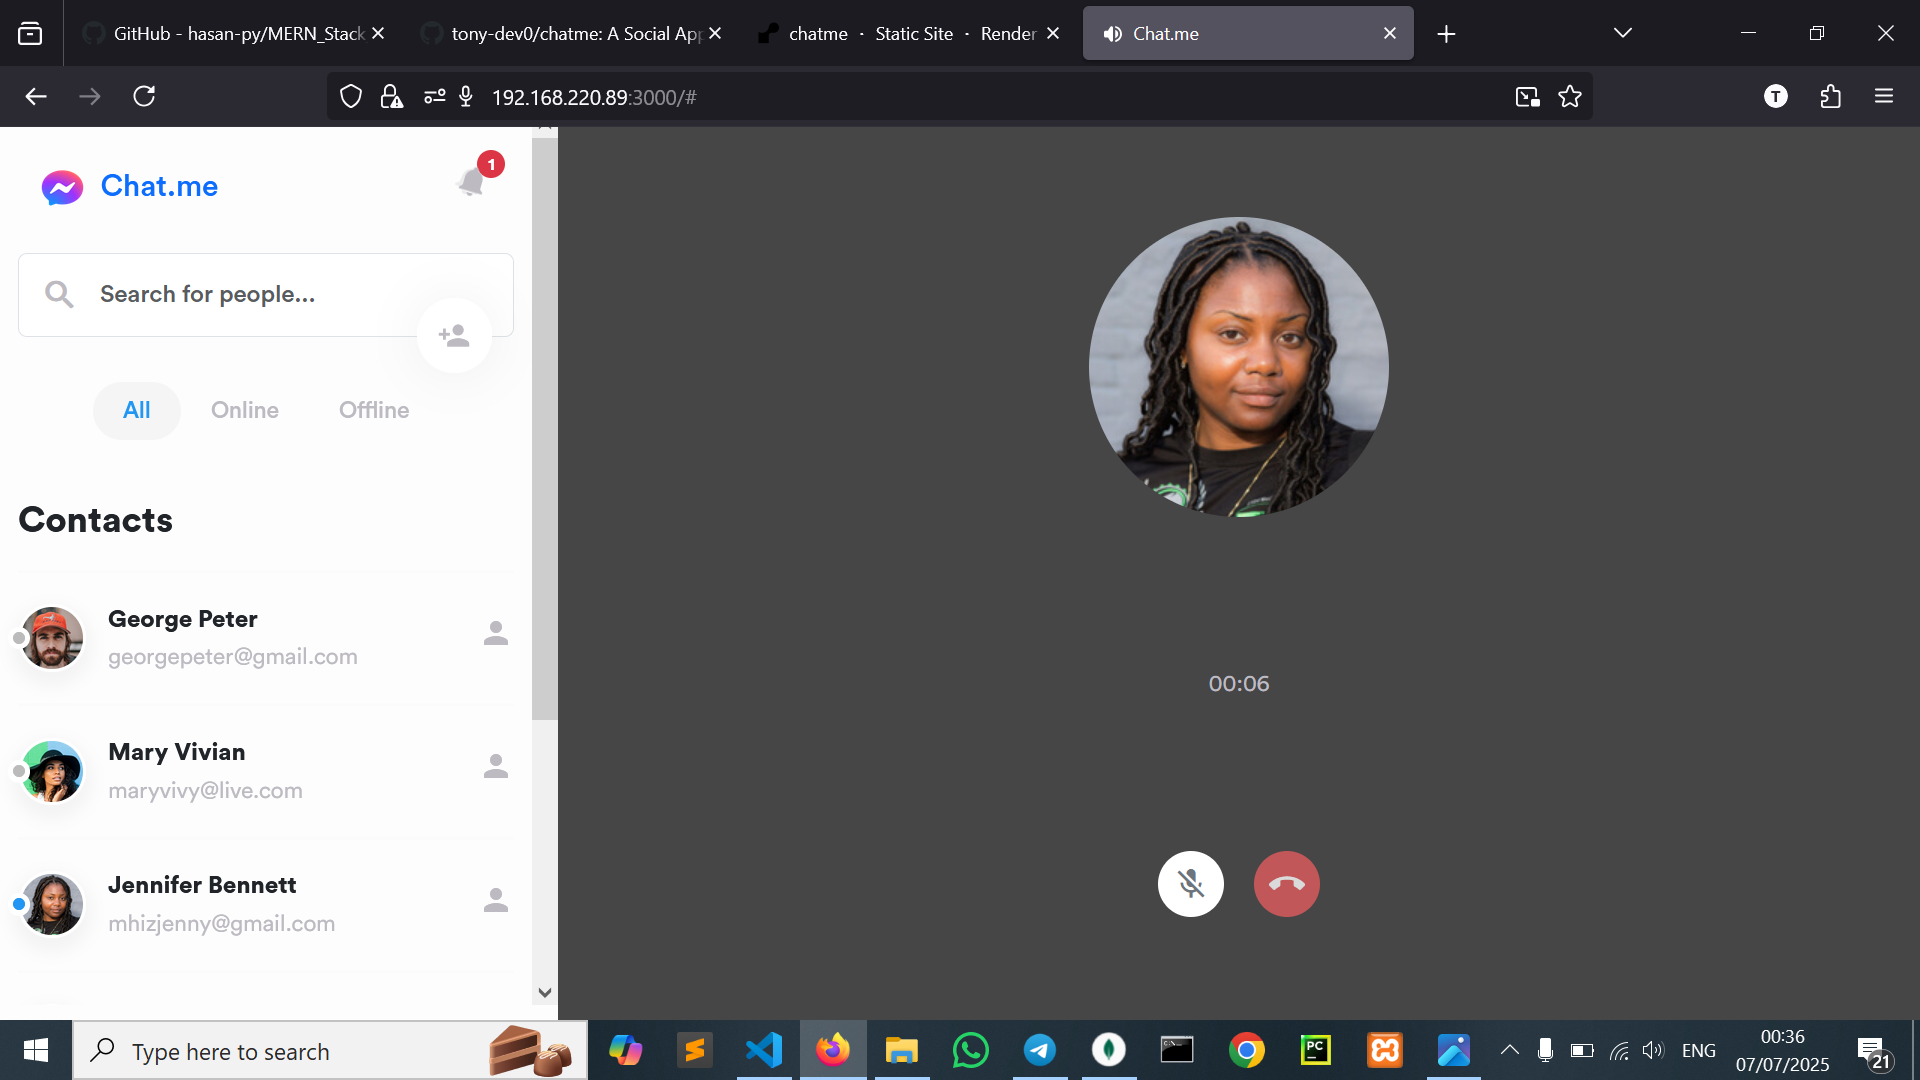 GitHub - hasan-py/MERN_Stack
tony-dev0/chatme: A Social App
chatme · Static Site · Render
Chat.me
192.168.220.89:3000/#
T
Chat.me
1
Search for people...
All
Online
Offline
Contacts
George Peter
georgepeter@gmail.com
Mary Vivian
maryvivy@live.com
Jennifer Bennett
mhizjenny@gmail.com
00:06
Type here to search
PC
ENG
00:36
07/07/2025
21